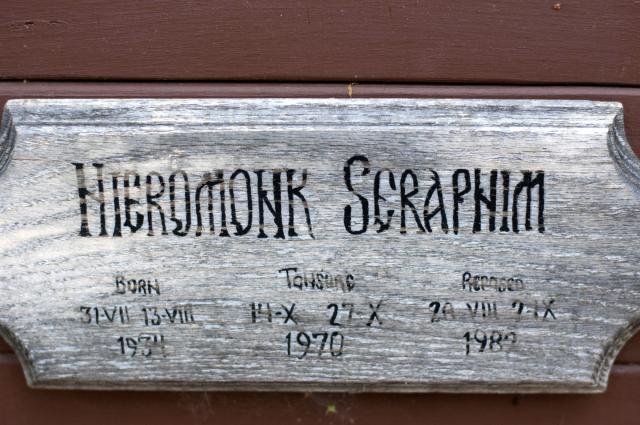 HIEROMONK SERAPHIM
BORN TONSURE REPOSED
31-VII 13-VIII 14-X 27-X 20 VIII 2-IX
1934 1970 1982